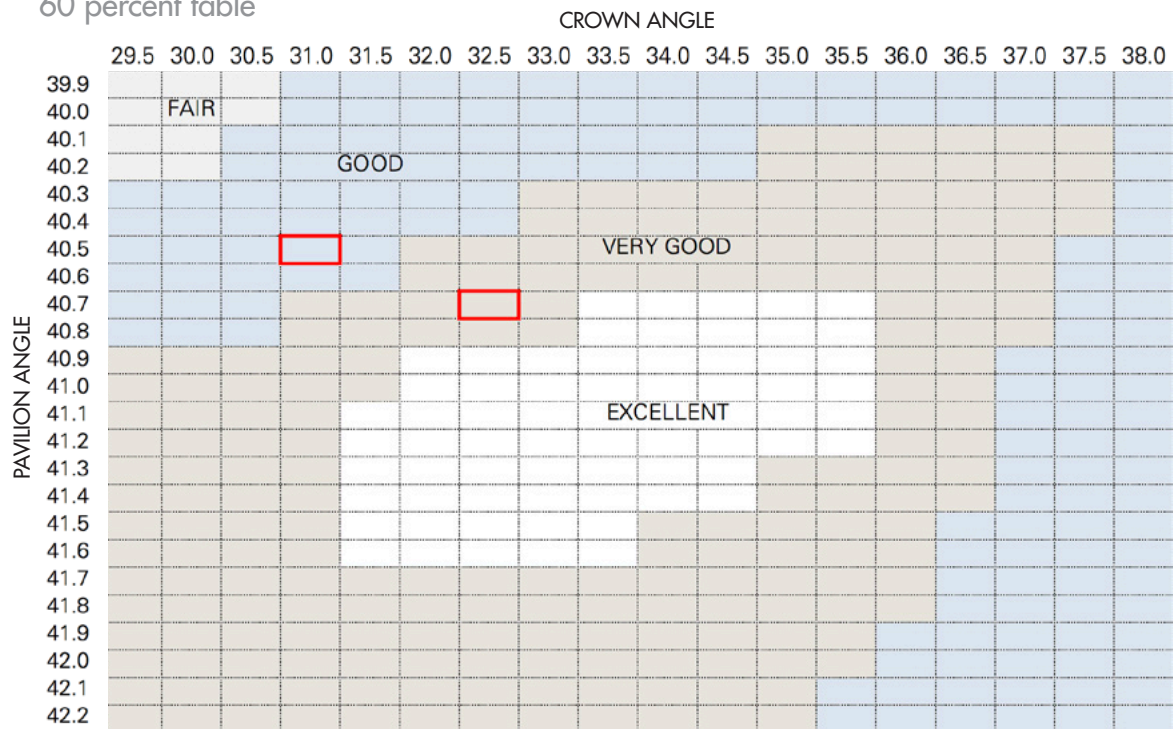 60 percent table
CROWN ANGLE
29.5 30.0 30.5 31.0 31.5 32.0 32.5 33.0 33.5 34.0 34.5 35.0 35.5 36.0 36.5 37.0 37.5 38.0
39.9
40.0 FAIR
40.1
40.2 GOOD
40.3
40.4
40.5 VERY GOOD
40.6
40.7
40.8
40.9
41.0
41.1 EXCELLENT
41.2
41.3
41.4
41.5
41.6
41.7
41.8
41.9
42.0
42.1
42.2
PAVILION ANGLE